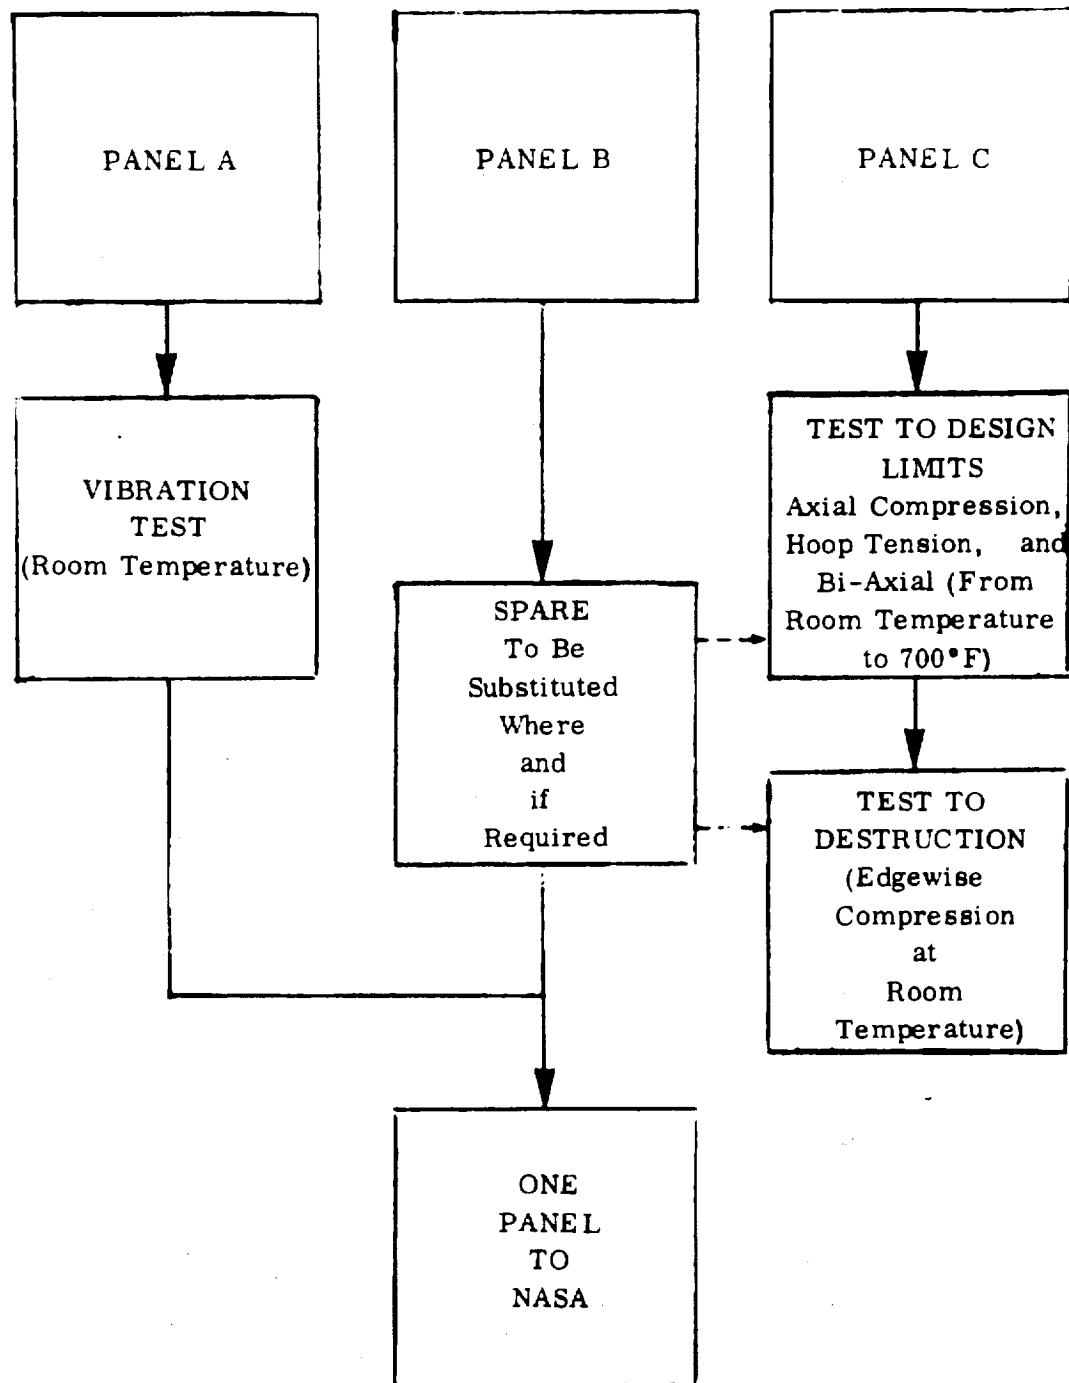 PANEL A
PANEL B
PANEL C
VIBRATION
TEST
(Room Temperature)
SPARE
To Be
Substituted
Where
and
if
Required
TEST TO DESIGN
LIMITS
Axial Compression,
Hoop Tension, and
Bi-Axial (From
Room Temperature
to 700°F)
TEST TO
DESTRUCTION
(Edgewise
Compression
at
Room
Temperature)
ONE
PANEL
TO
NASA